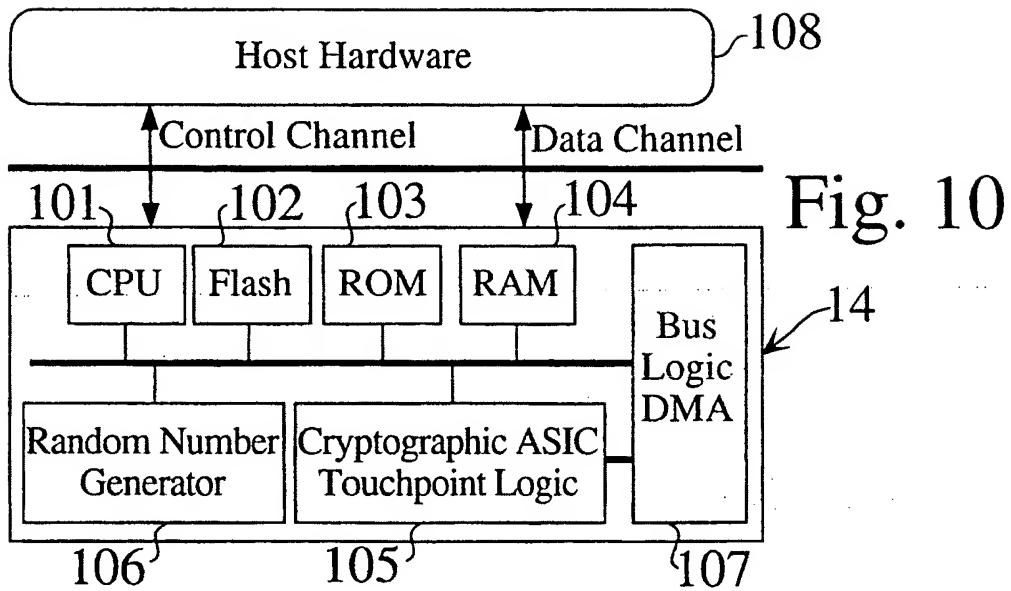 Host Hardware
108
Control Channel
Data Channel
101
102
103
104
Fig. 10
CPU
Flash
ROM
RAM
Bus
Logic
DMA
14
Random Number
Generator
Cryptographic ASIC
Touchpoint Logic
106
105
107